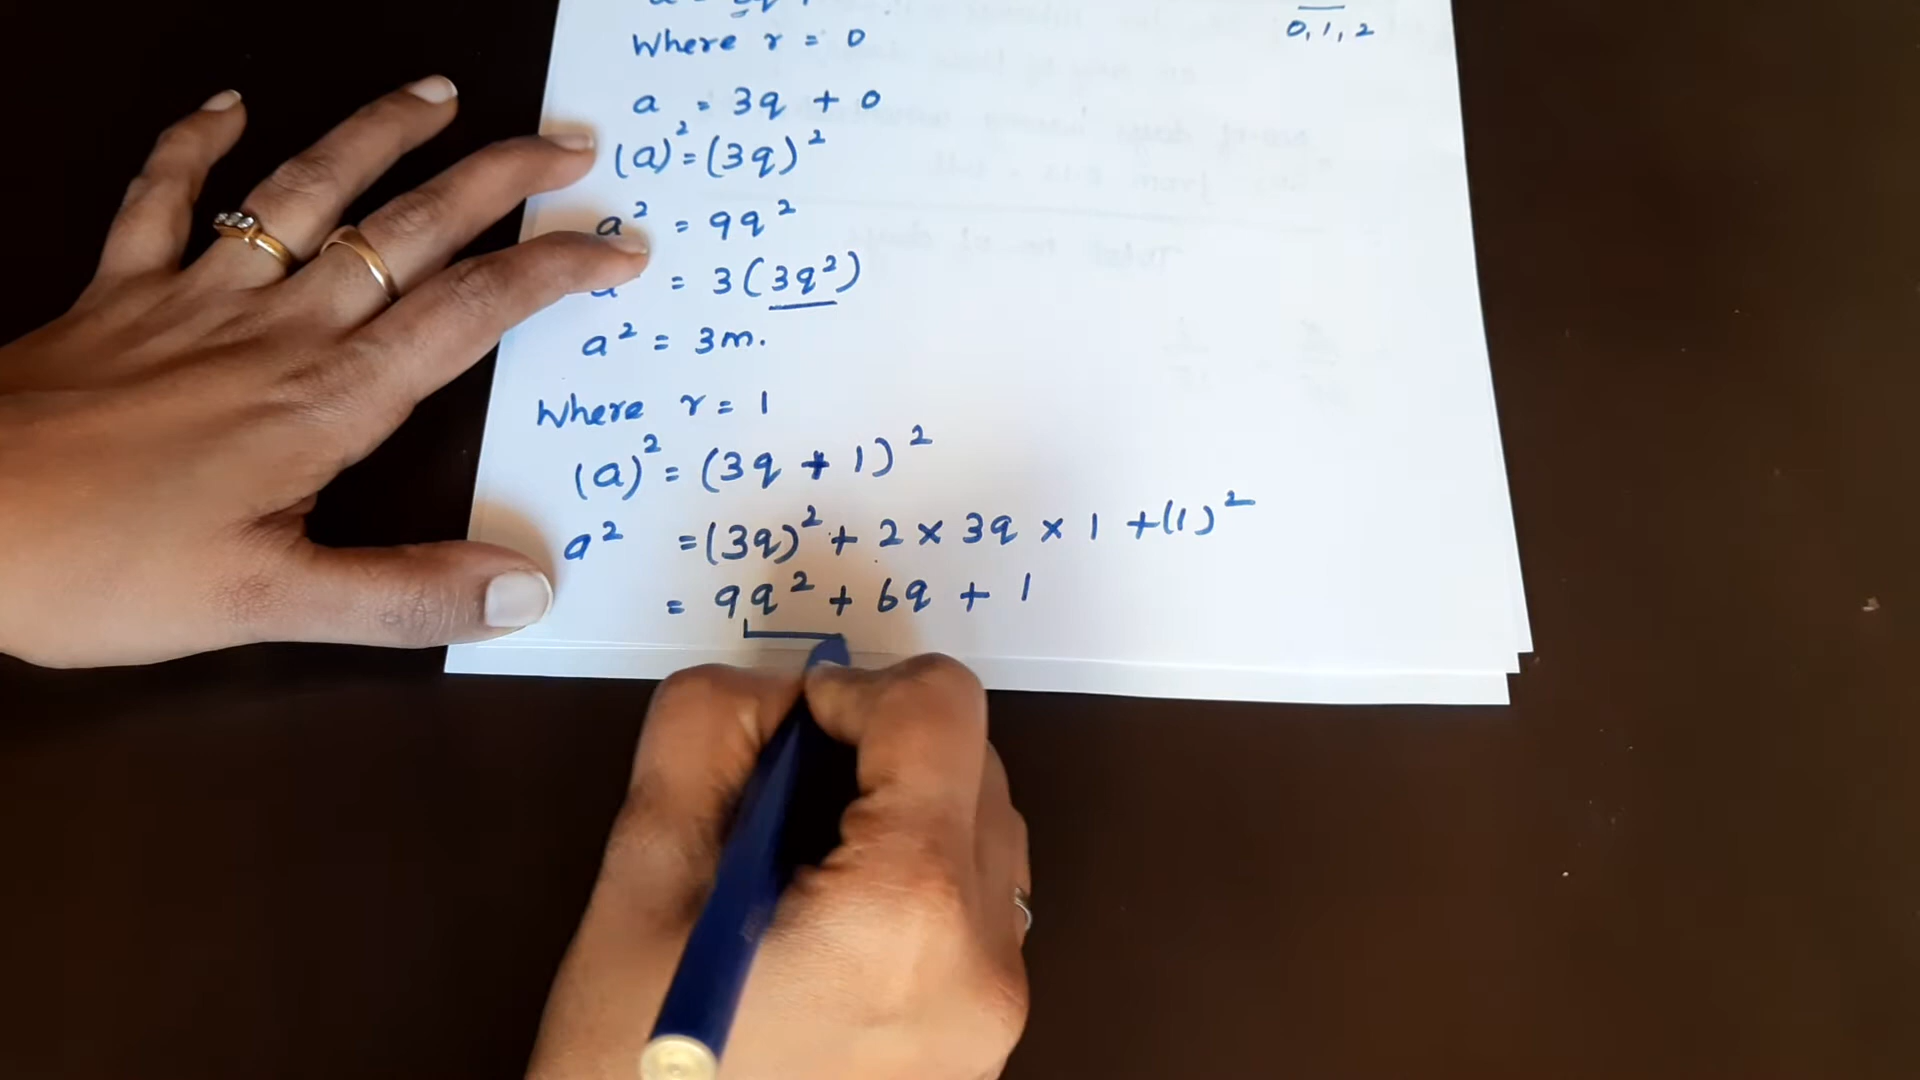 0, 1, 2
Where r = 0
a = 3q + 0
(a)² = (3q)²
a² = 9q²
= 3(3q²)
a² = 3m.
Where r = 1
(a)² = (3q + 1)²
a² = (3q)² + 2 × 3q × 1 + (1)²
= 9q² + 6q + 1